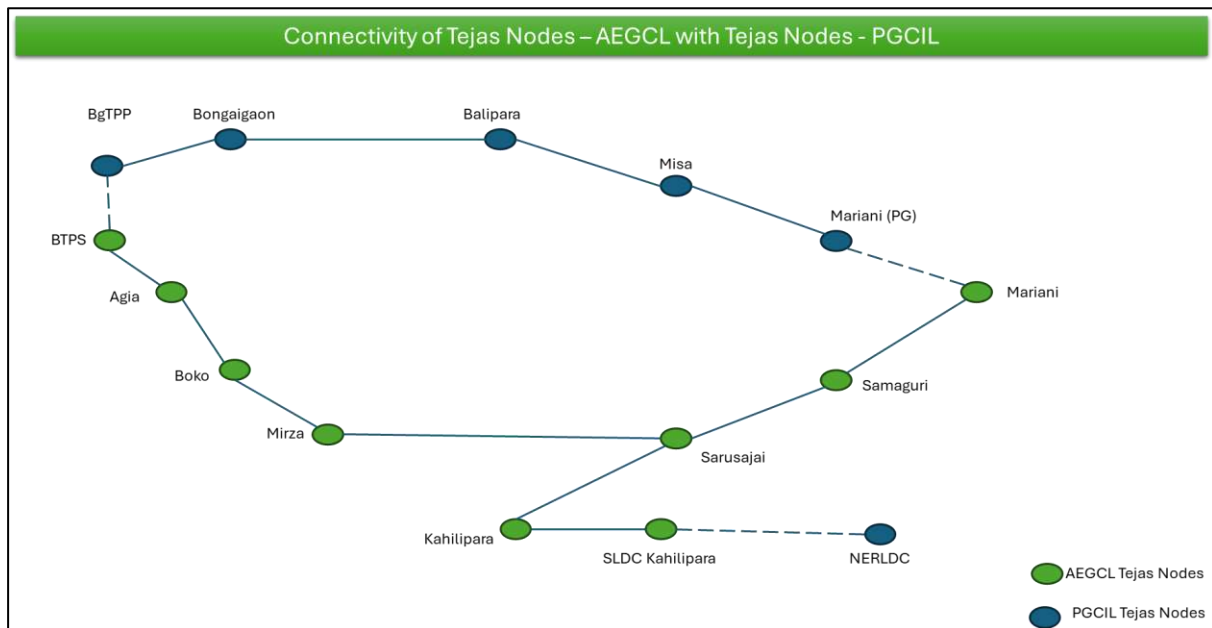 Connectivity of Tejas Nodes – AEGCL with Tejas Nodes - PGCIL
BgTPP
Bongaigaon
Balipara
Misa
Mariani (PG)
BTPS
Agia
Mariani
Boko
Samaguri
Mirza
Sarusajai
Kahilipara
SLDC Kahilipara
NERLDC
AEGCL Tejas Nodes
PGCIL Tejas Nodes